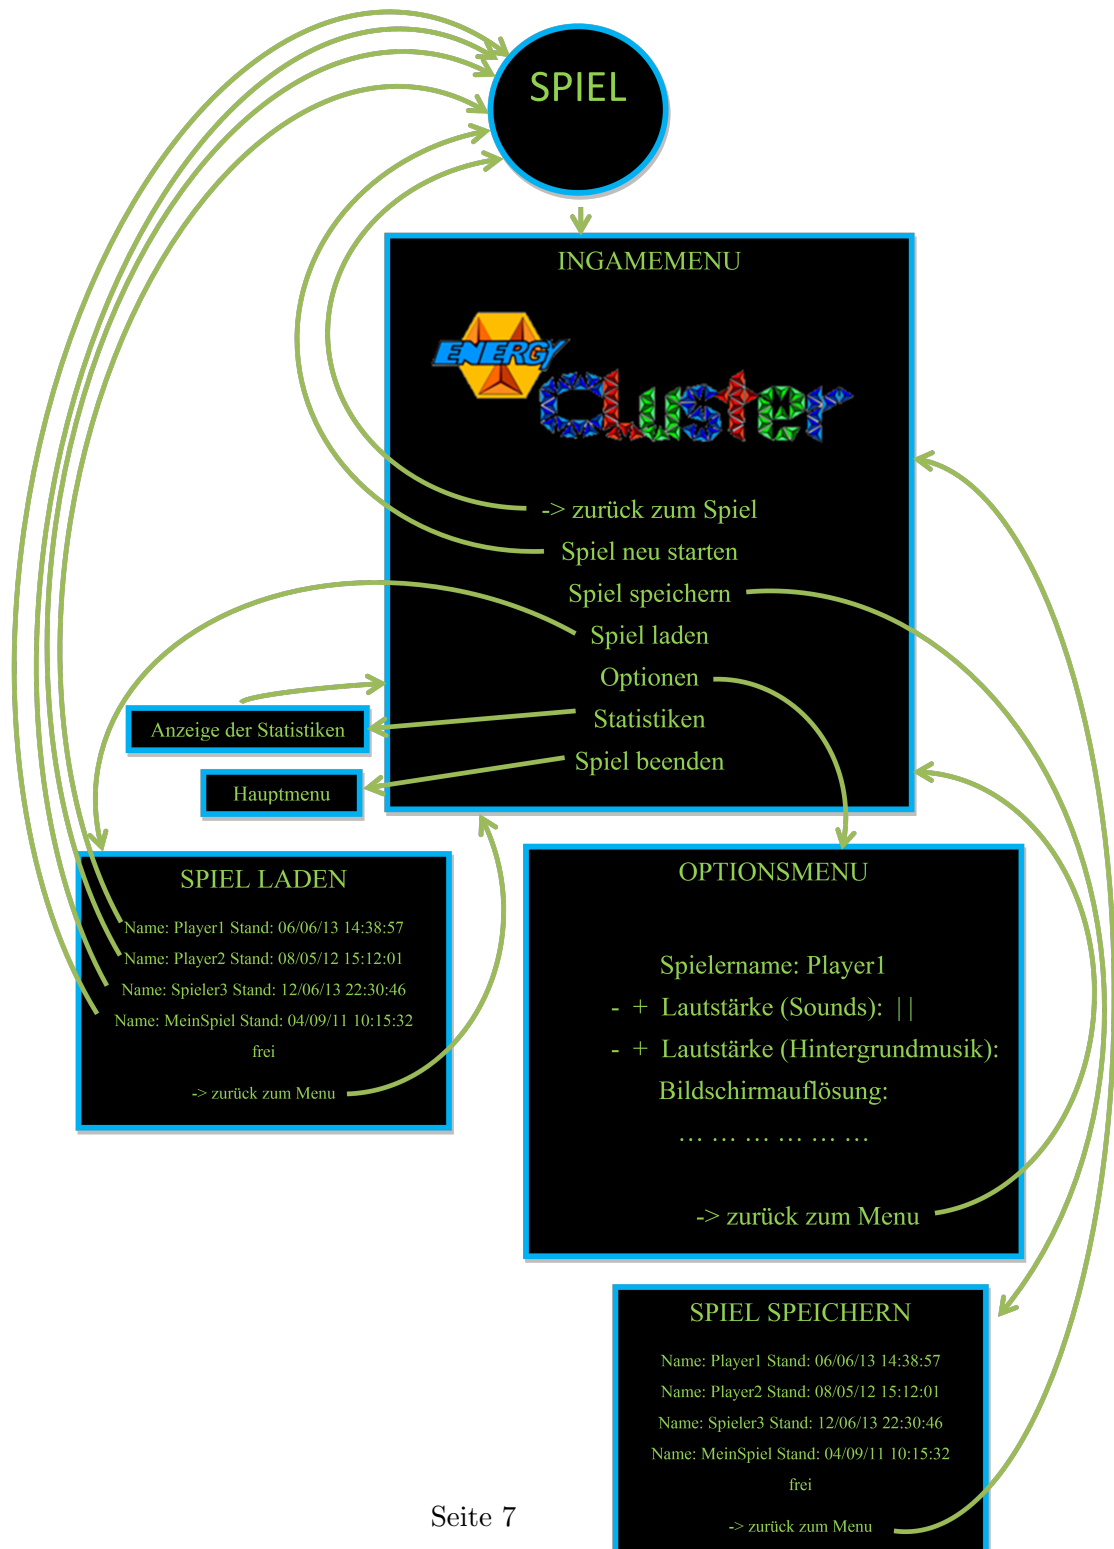 SPIEL
INGAMEMENU
ENERGY
Cluster
-> zurück zum Spiel
Spiel neu starten
Spiel speichern
Spiel laden
Optionen
Statistiken
Spiel beenden
Anzeige der Statistiken
Hauptmenu
SPIEL LADEN
Name: Player1 Stand: 06/06/13 14:38:57
Name: Player2 Stand: 08/05/12 15:12:01
Name: Spieler3 Stand: 12/06/13 22:30:46
Name: MeinSpiel Stand: 04/09/11 10:15:32
frei
-> zurück zum Menu
OPTIONSMENU
Spielername: Player1
- + Lautstärke (Sounds): | |
- + Lautstärke (Hintergrundmusik):
Bildschirmauflösung:
... ... ... ... ... ...
-> zurück zum Menu
SPIEL SPEICHERN
Name: Player1 Stand: 06/06/13 14:38:57
Name: Player2 Stand: 08/05/12 15:12:01
Name: Spieler3 Stand: 12/06/13 22:30:46
Name: MeinSpiel Stand: 04/09/11 10:15:32
frei
-> zurück zum Menu
Seite 7